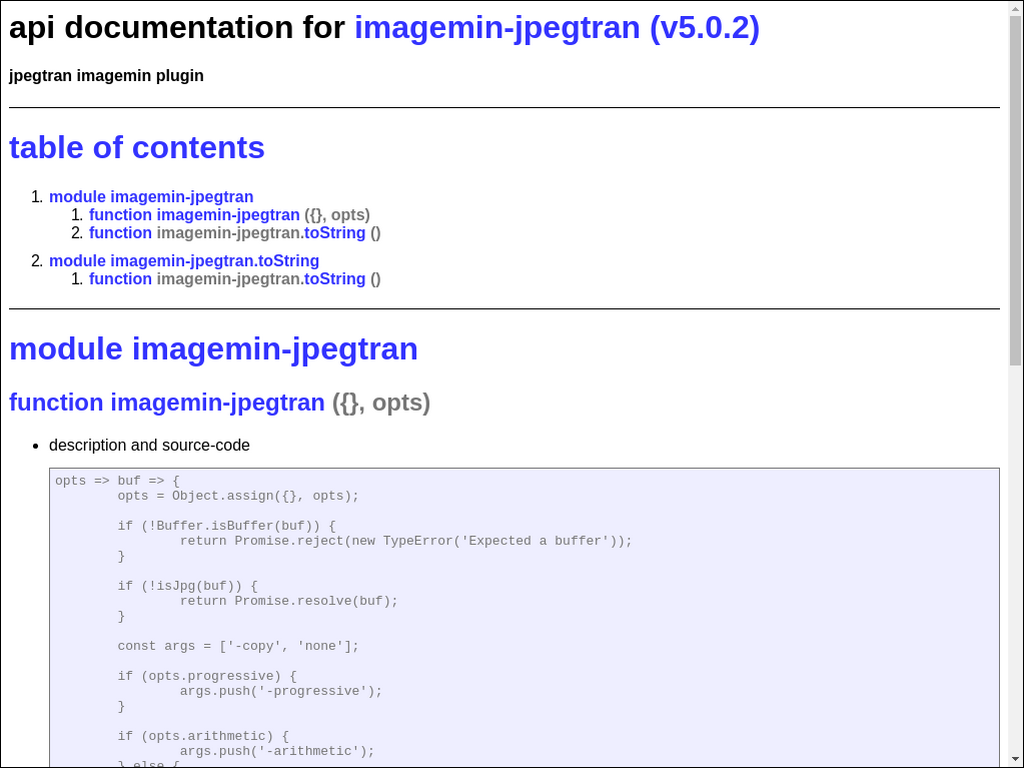 api documentation for imagemin-jpegtran (v5.0.2)
jpegtran imagemin plugin
table of contents
1. module imagemin-jpegtran
1. function imagemin-jpegtran ({}, opts)
2. function imagemin-jpegtran.toString ()
2. module imagemin-jpegtran.toString
1. function imagemin-jpegtran.toString ()
module imagemin-jpegtran
function imagemin-jpegtran ({}, opts)
• description and source-code
opts => buf => {
opts = Object.assign({}, opts);
if (!Buffer.isBuffer(buf)) {
return Promise.reject(new TypeError('Expected a buffer'));
}
if (!isJpg(buf)) {
return Promise.resolve(buf);
}
const args = ['-copy', 'none'];
if (opts.progressive) {
args.push('-progressive');
}
if (opts.arithmetic) {
args.push('-arithmetic');
} else {